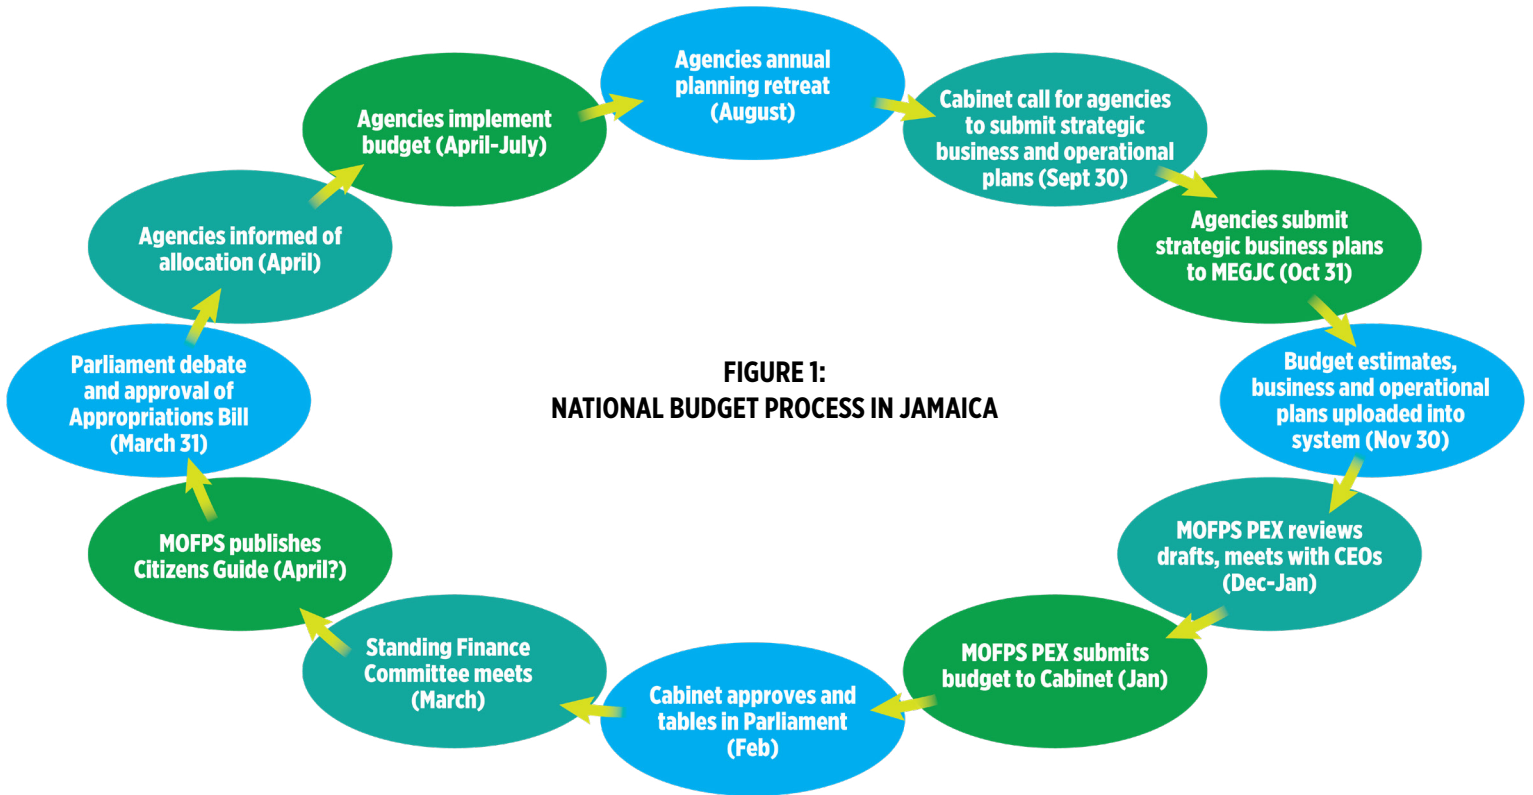 Agencies annual
planning retreat
(August)
Cabinet call for agencies
to submit strategic
business and operational
plans (Sept 30)
Agencies submit
strategic business plans
to MEGJC (Oct 31)
Budget estimates,
business and operational
plans uploaded into
system (Nov 30)
MOFPS PEX reviews
drafts, meets with CEOs
(Dec-Jan)
MOFPS PEX submits
budget to Cabinet (Jan)
Cabinet approves and
tables in Parliament
(Feb)
Standing Finance
Committee meets
(March)
MOFPS publishes
Citizens Guide (April?)
Parliament debate
and approval of
Appropriations Bill
(March 31)
Agencies informed of
allocation (April)
Agencies implement
budget (April-July)
FIGURE 1:
NATIONAL BUDGET PROCESS IN JAMAICA